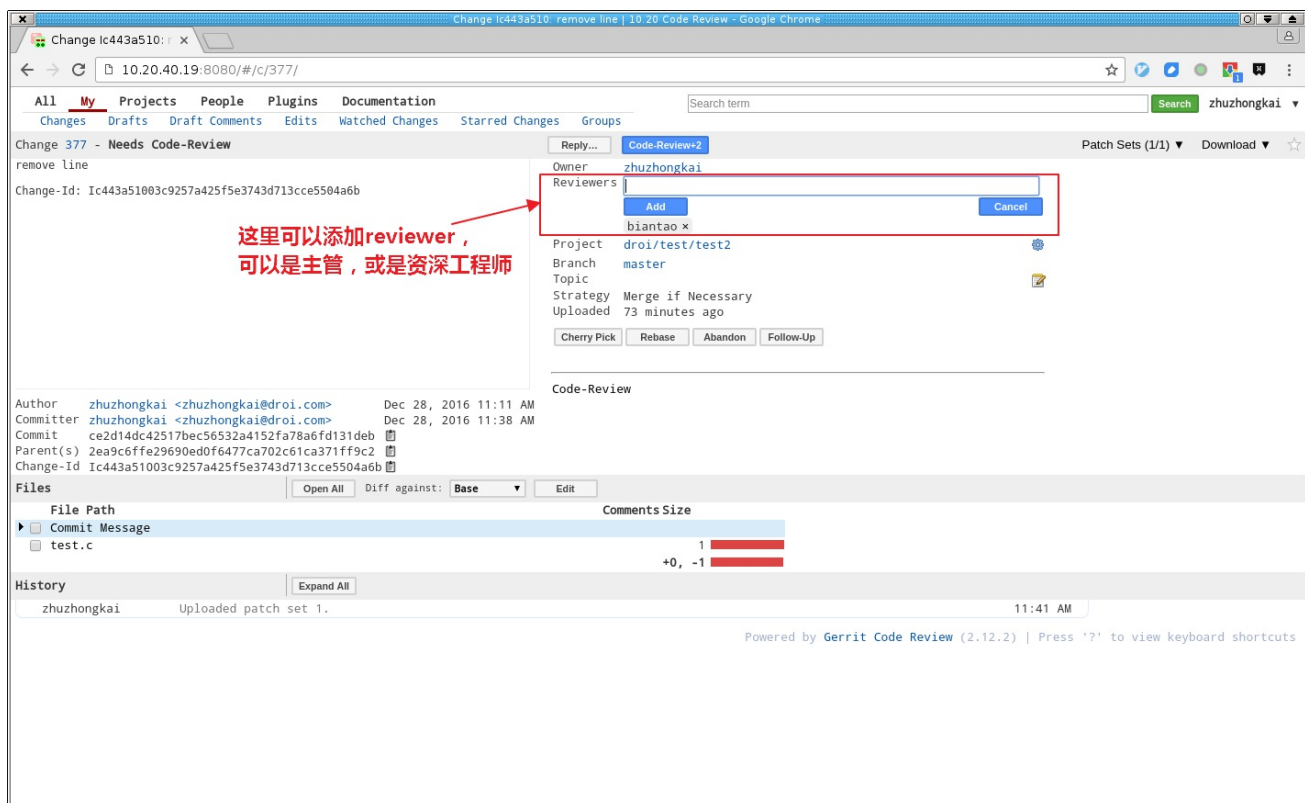 Change Ic443a510: remove line | 10.20 Code Review - Google Chrome
Change Ic443a510: r
10.20.40.19:8080/#/c/377/
All My Projects People Plugins Documentation
Search term
Search
zhuzhongkai
Changes Drafts Draft Comments Edits Watched Changes Starred Changes Groups
Change 377 - Needs Code-Review
Reply...
Code-Review+2
Patch Sets (1/1) ▼ Download ▼
remove line
Change-Id: Ic443a51003c9257a425f5e3743d713cce5504a6b
Owner zhuzhongkai
Reviewers
Add
Cancel
biantao ×
这里可以添加reviewer，
可以是主管，或是资深工程师
Project droi/test/test2
Branch master
Topic
Strategy Merge if Necessary
Uploaded 73 minutes ago
Cherry Pick Rebase Abandon Follow-Up
Code-Review
Author zhuzhongkai <zhuzhongkai@droi.com> Dec 28, 2016 11:11 AM
Committer zhuzhongkai <zhuzhongkai@droi.com> Dec 28, 2016 11:38 AM
Commit ce2d14dc42517bec56532a4152fa78a6fd131deb
Parent(s) 2ea9c6ffe29690ed0f6477ca702c61ca371ff9c2
Change-Id Ic443a51003c9257a425f5e3743d713cce5504a6b
Files Open All Diff against: Base ▼ Edit
File Path Comments Size
Commit Message
test.c 1
+0, -1
History Expand All
zhuzhongkai Uploaded patch set 1. 11:41 AM
Powered by Gerrit Code Review (2.12.2) | Press '?' to view keyboard shortcuts